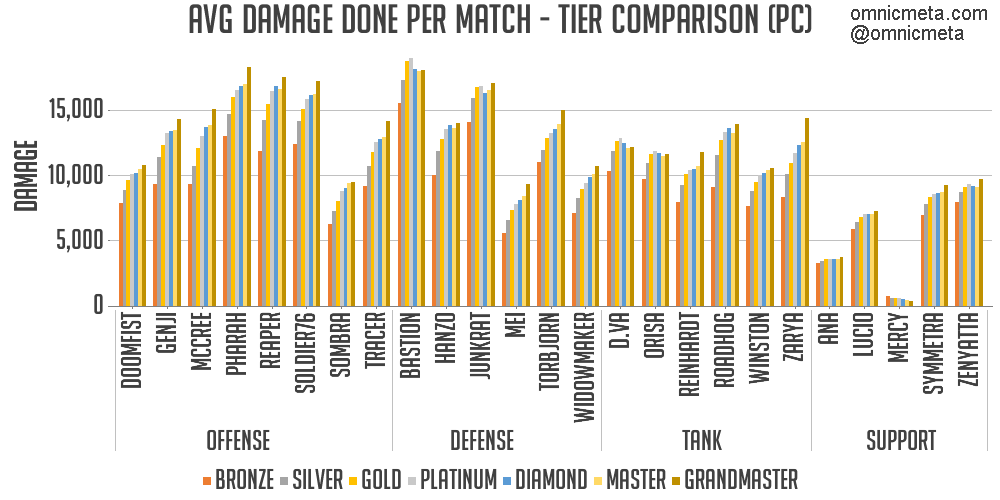 AVG DAMAGE DONE PER MATCH - TIER COMPARISON (PC)
omnicmeta.com
@omnicmeta
DAMAGE
15,000
10,000
5,000
0
DOOMFIST
GENJI
MCCREE
PHARAH
REAPER
SOLDIER76
SOMBRA
TRACER
BASTION
HANZO
JUNKRAT
MEI
TORBJORN
WIDOWMAKER
D.VA
ORISA
REINHARDT
ROADHOG
WINSTON
ZARYA
ANA
LUCIO
MERCY
SYMMETRA
ZENYATTA
OFFENSE
DEFENSE
TANK
SUPPORT
BRONZE SILVER GOLD PLATINUM DIAMOND MASTER GRANDMASTER